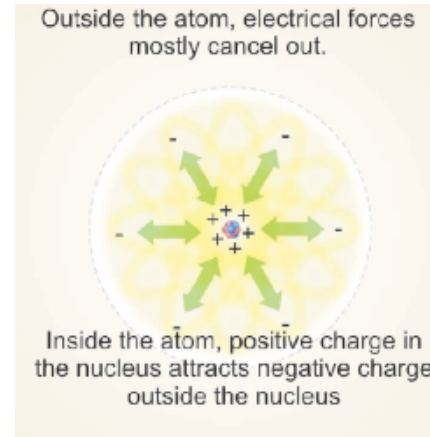 Outside the atom, electrical forces
mostly cancel out.
- -
+ + +
- + + -
+ +
- -
Inside the atom, positive charge in
the nucleus attracts negative charge
outside the nucleus